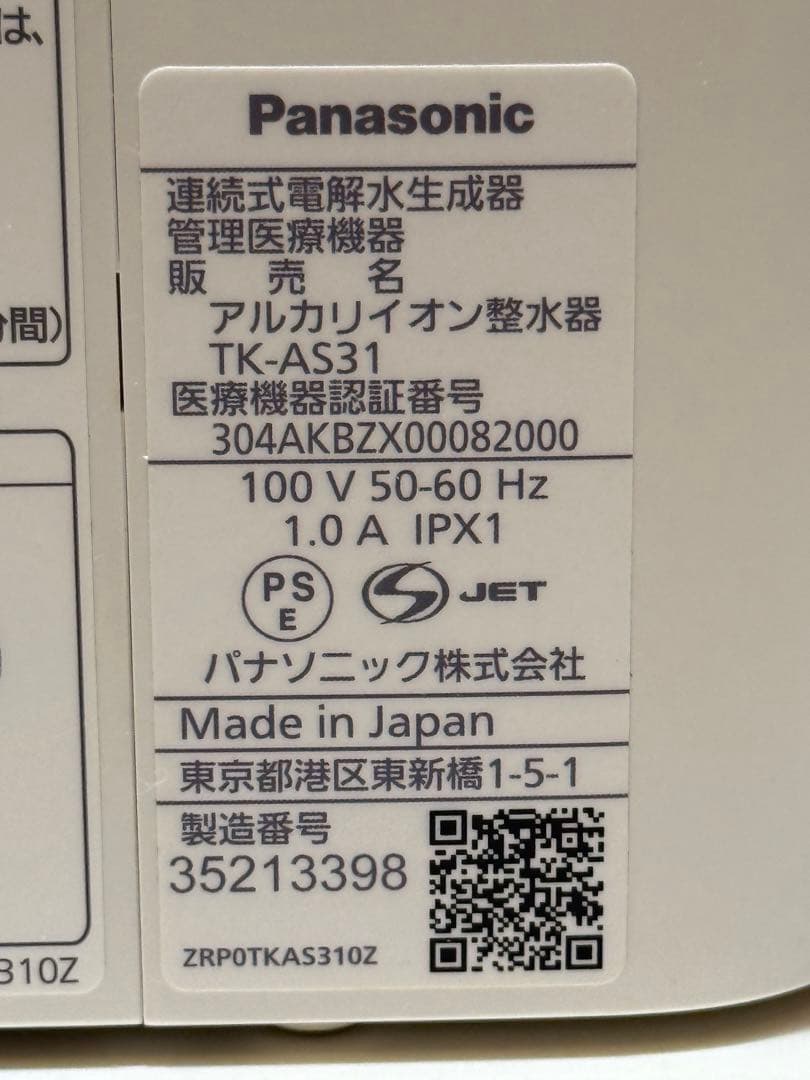 は、
分間)
310Z
Panasonic
連続式電解水生成器
管理医療機器
販 売 名
アルカリイオン整水器
TK-AS31
医療機器認証番号
304AKBZX00082000
100 V 50-60 Hz
1.0 A IPX1
PS
E
S JET
パナソニック株式会社
Made in Japan
東京都港区東新橋1-5-1
製造番号
35213398
ZRP0TKAS310Z